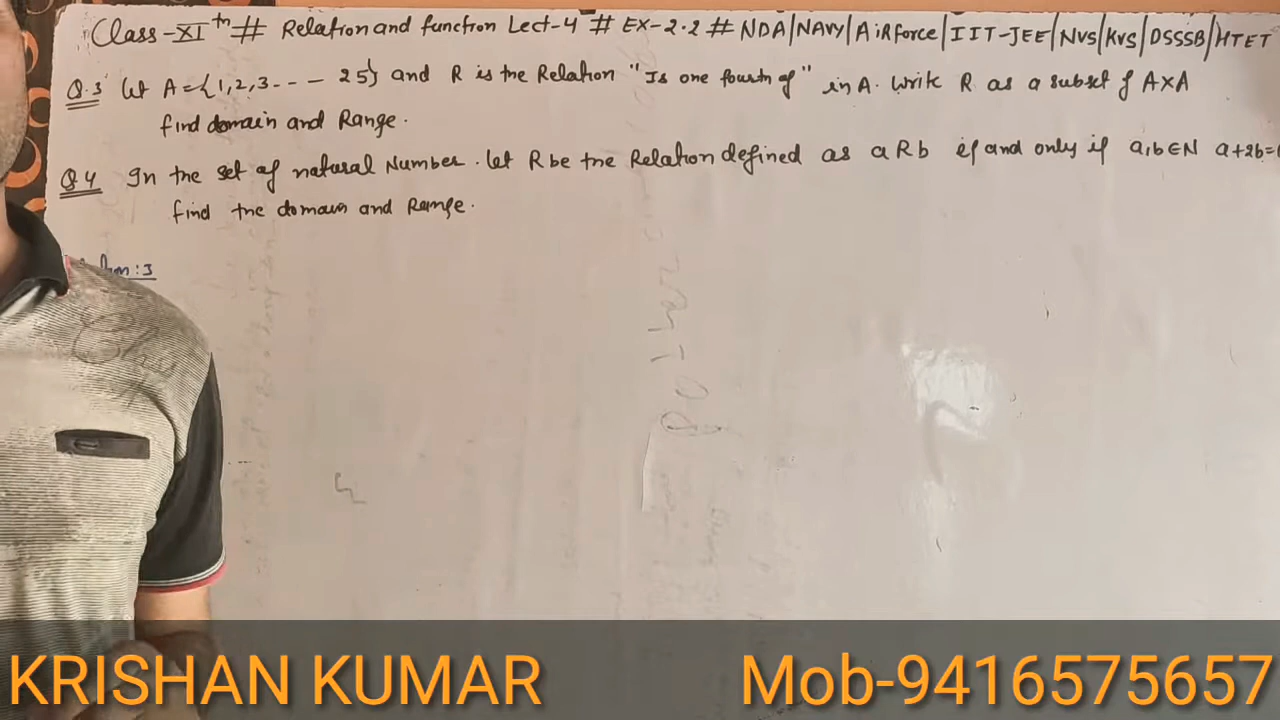 Class-XIth # Relation and function Lect-4 # EX-2.2 # NDA/NAVY/AiRforce/IIT-JEE/NVS/KVS/DSSSB/HTET
Q.3 Let A={1,2,3--- 25} and R is the Relation "Is one fourth of" in A. Write R as a subset of A×A
find domain and Range.
Q4 In the set of natural Number. Let R be the Relation defined as aRb if and only if a,b∈N a+2b=
find the domain and Range.
:3
KRISHAN KUMAR Mob-9416575657